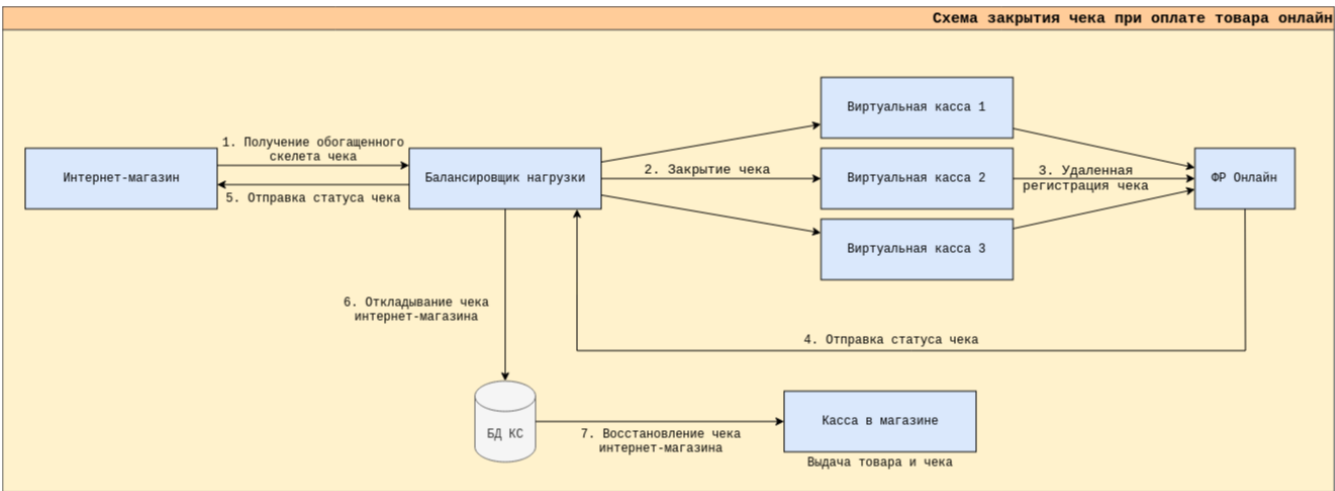 Схема закрытия чека при оплате товара онлайн
Виртуальная касса 1
1. Получение обогащенного
скелета чека
Интернет-магазин
Балансировщик нагрузки
2. Закрытие чека
Виртуальная касса 2
3. Удаленная
регистрация чека
ФР Онлайн
5. Отправка статуса чека
Виртуальная касса 3
6. Откладывание чека
интернет-магазина
4. Отправка статуса чека
БД КС
7. Восстановление чека
интернет-магазина
Касса в магазине
Выдача товара и чека